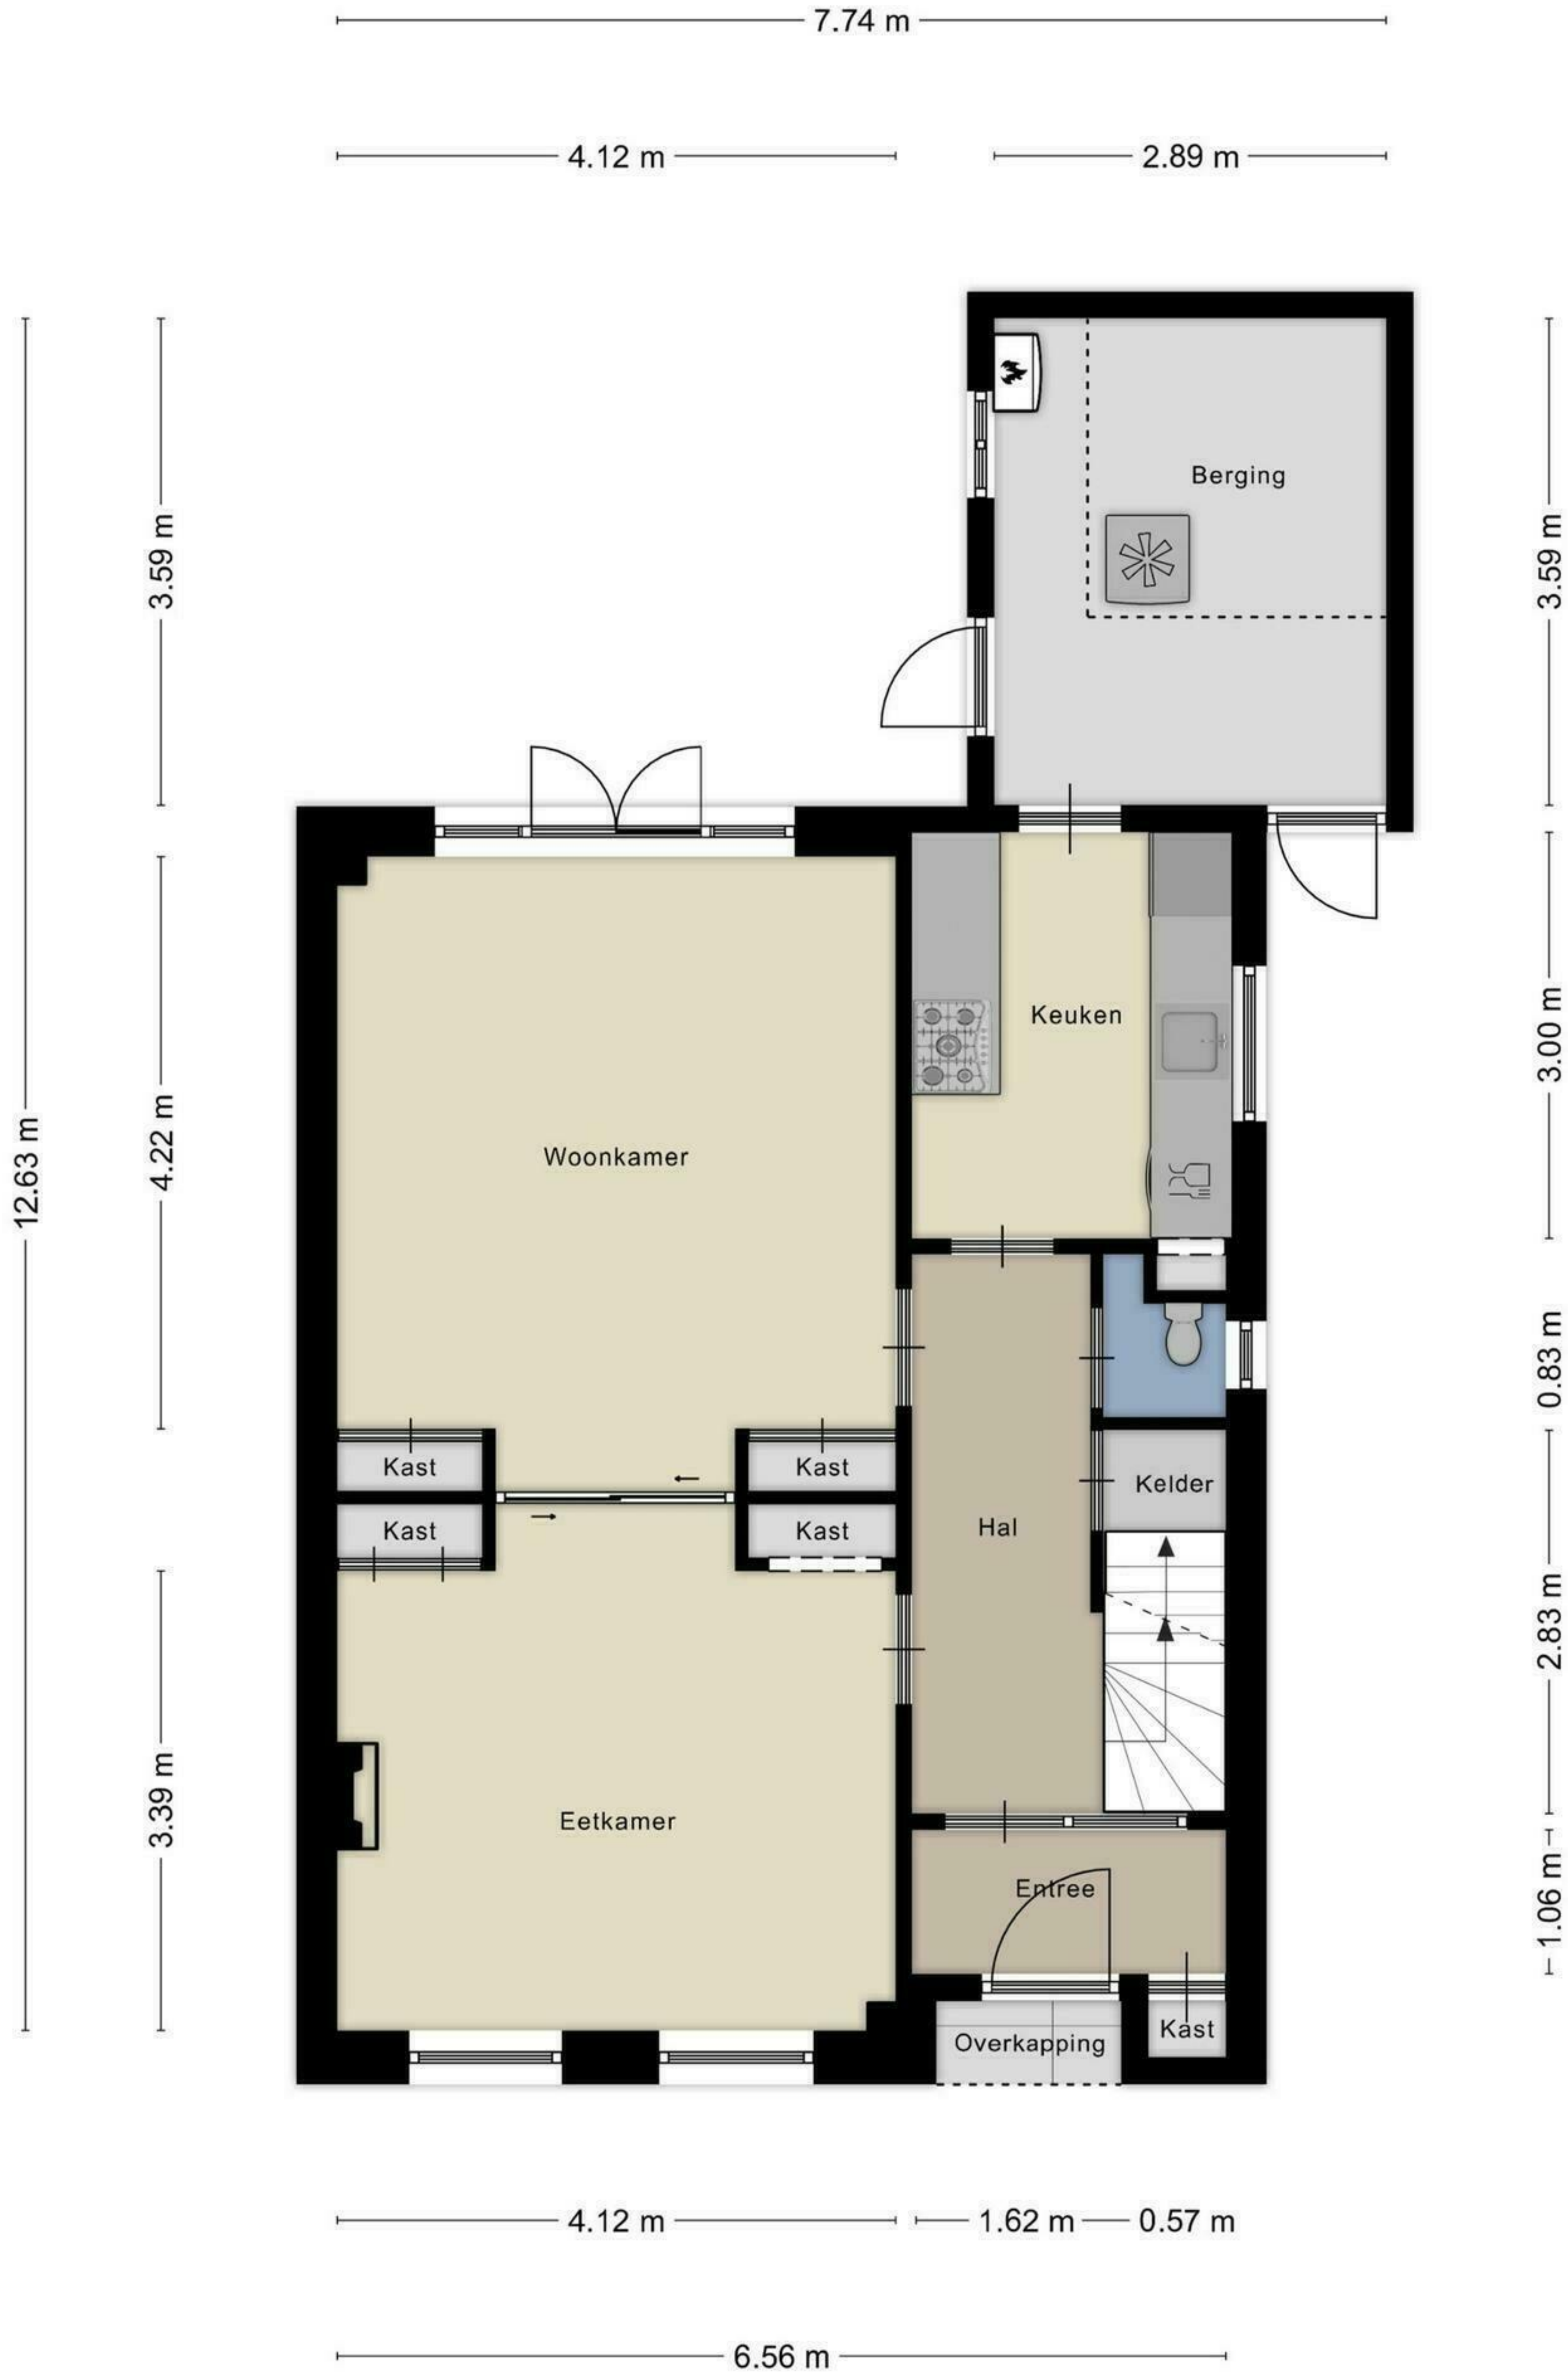 7.74 m
4.12 m
2.89 m
3.59 m
3.59 m
Berging
12.63 m
4.22 m
3.00 m
Keuken
Woonkamer
0.83 m
Kast
Kast
Kelder
Kast
Kast
Hal
2.83 m
3.39 m
Eetkamer
Entree
1.06 m
Overkapping
Kast
4.12 m
1.62 m
0.57 m
6.56 m